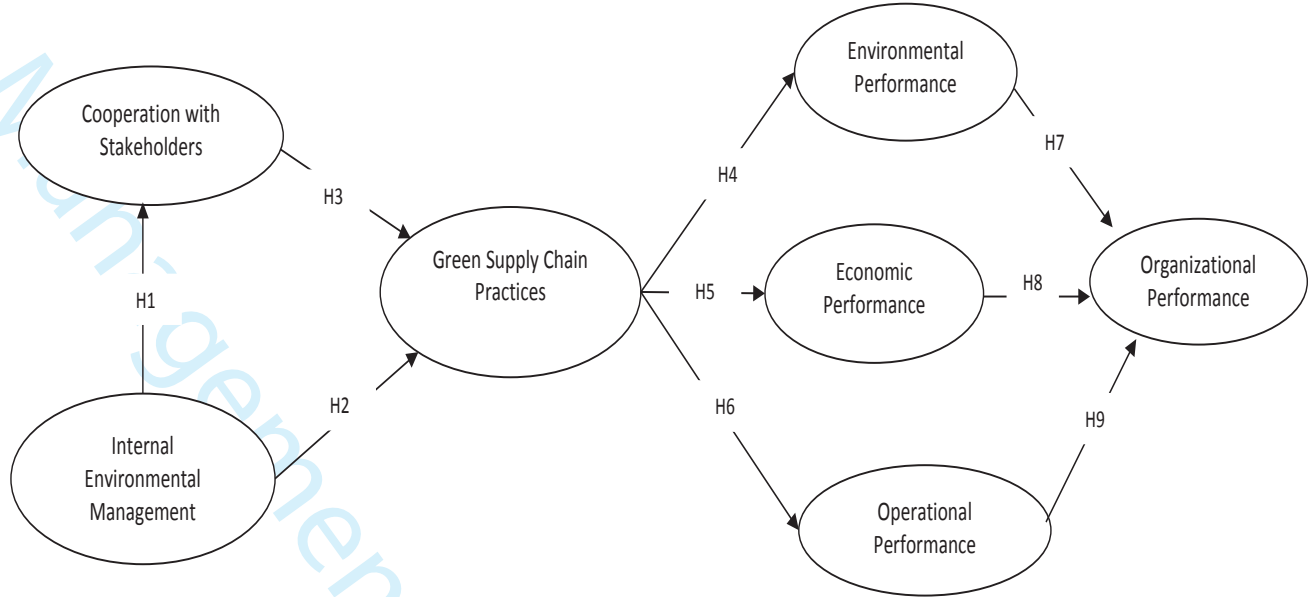 Environmental
Performance
Cooperation with
Stakeholders
H7
H4
H3
Green Supply Chain
Practices
Economic
Performance
Organizational
Performance
H1
H5
H8
H2
H6
H9
Internal
Environmental
Management
Operational
Performance
Managemen